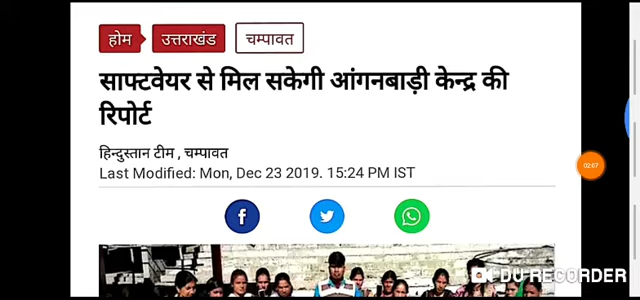 होम उत्तराखंड चम्पावत
साफ्टवेयर से मिल सकेगी आंगनबाड़ी केन्द्र की
रिपोर्ट
हिन्दुस्तान टीम , चम्पावत
Last Modified: Mon, Dec 23 2019. 15:24 PM IST
02:07
DU RECORDER